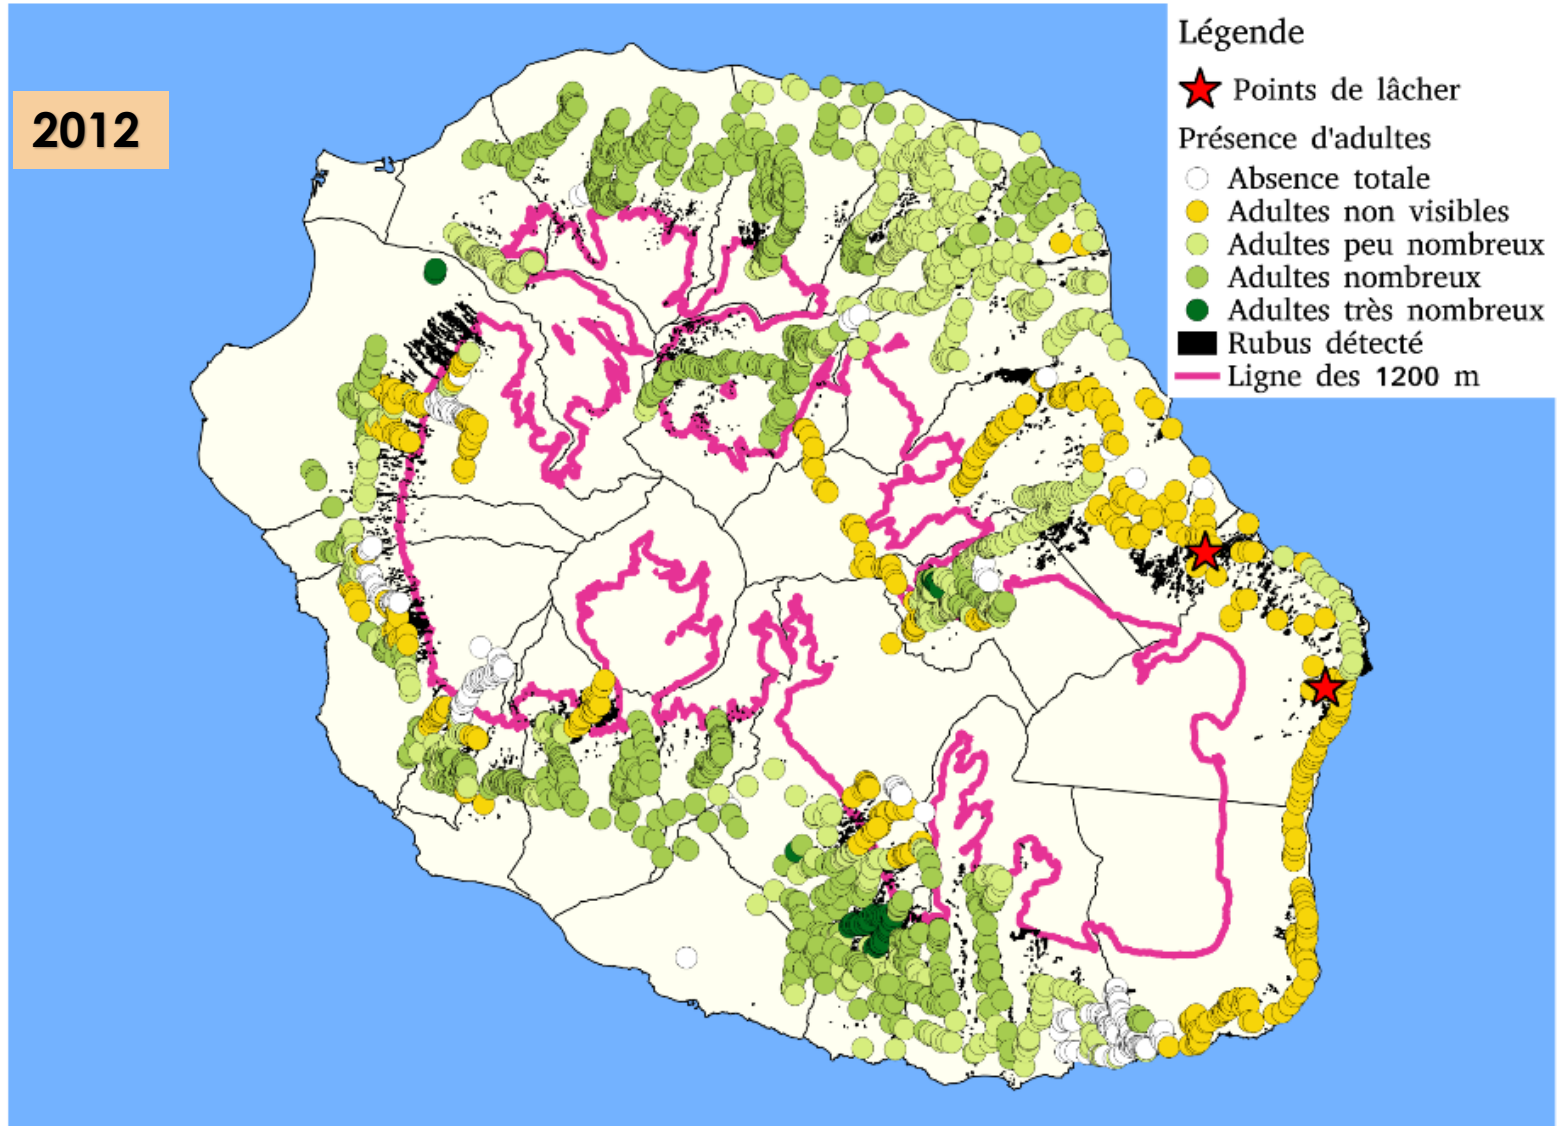 2012
Légende
Points de lâcher
Présence d'adultes
Absence totale
Adultes non visibles
Adultes peu nombreux
Adultes nombreux
Adultes très nombreux
Rubus détecté
Ligne des 1200 m